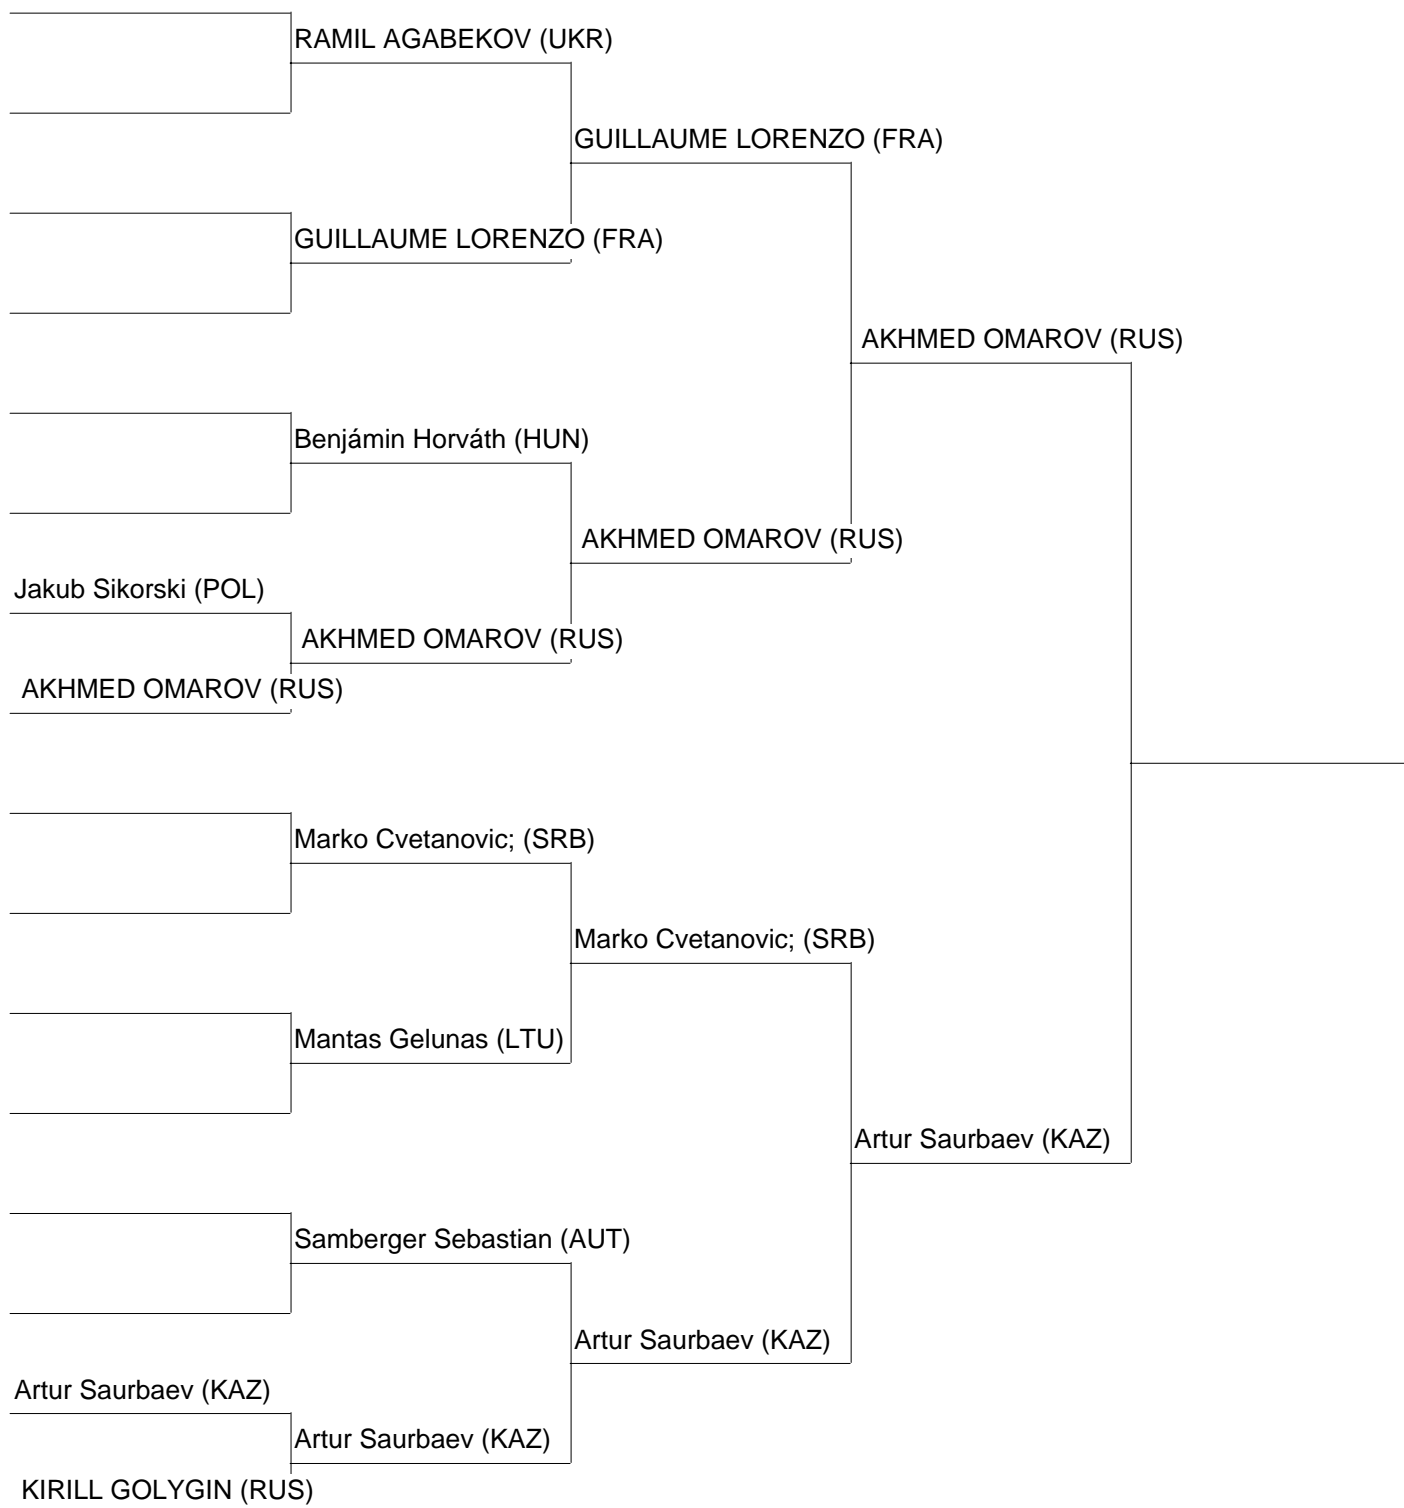 RAMIL AGABEKOV (UKR)
GUILLAUME LORENZO (FRA)
GUILLAUME LORENZO (FRA)
AKHMED OMAROV (RUS)
Benjámin Horváth (HUN)
AKHMED OMAROV (RUS)
Jakub Sikorski (POL)
AKHMED OMAROV (RUS)
AKHMED OMAROV (RUS)
Marko Cvetanovic; (SRB)
Marko Cvetanovic; (SRB)
Mantas Gelunas (LTU)
Artur Saurbaev (KAZ)
Samberger Sebastian (AUT)
Artur Saurbaev (KAZ)
Artur Saurbaev (KAZ)
Artur Saurbaev (KAZ)
KIRILL GOLYGIN (RUS)